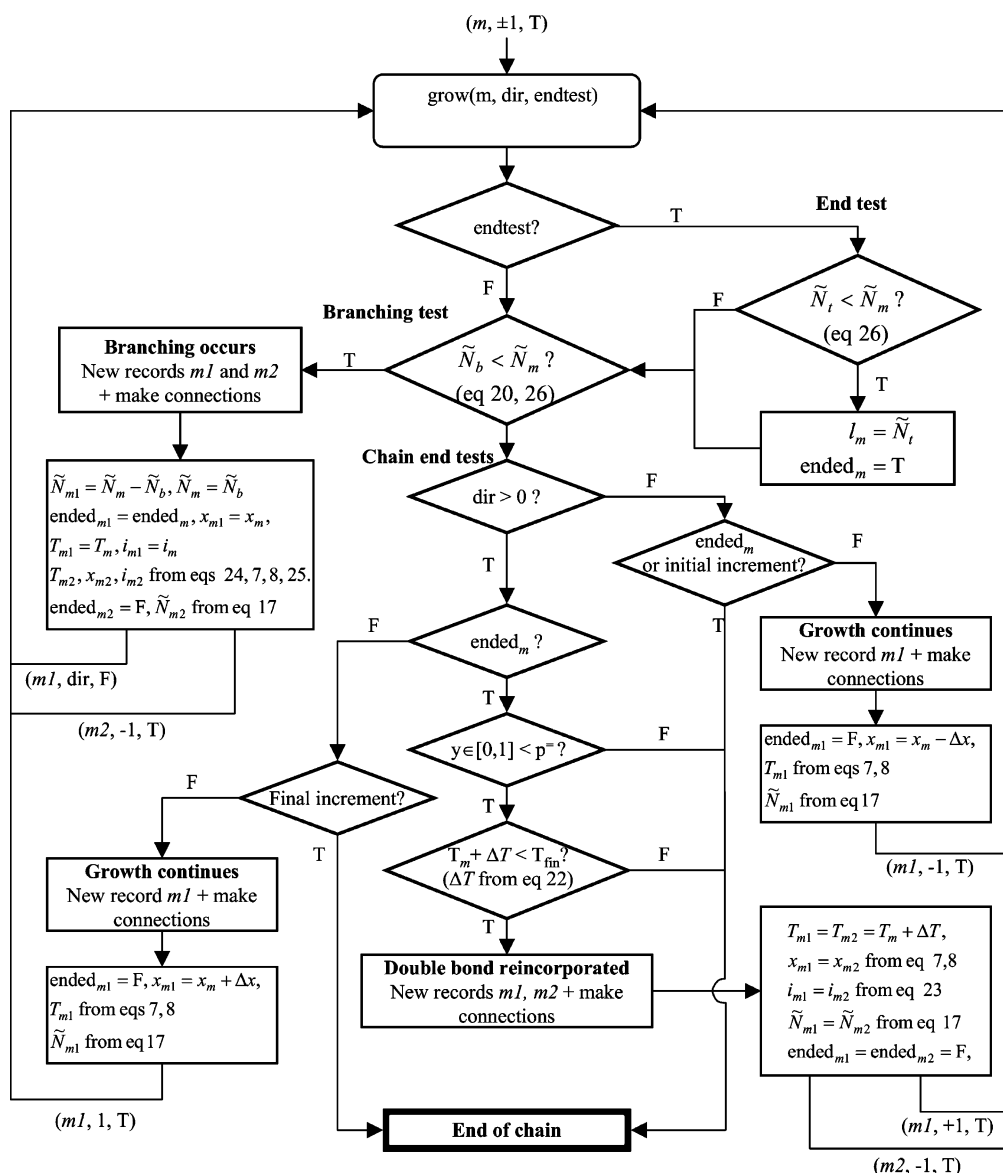 (m, ±1, T)
grow(m, dir, endtest)
endtest?
T
End test
F
Ñt < Ñm ?
(eq 26)
F
T
lm = Ñt
endedm = T
Branching test
Ñb < Ñm ?
(eq 20, 26)
T
Branching occurs
New records m1 and m2
+ make connections
Ñm1 = Ñm − Ñb, Ñm = Ñb
endedm1 = endedm, xm1 = xm,
Tm1 = Tm, im1 = im
Tm2, xm2, im2 from eqs 24, 7, 8, 25.
endedm2 = F, Ñm2 from eq 17
(m1, dir, F)
(m2, -1, T)
Chain end tests
dir > 0 ?
F
T
endedm
or initial increment?
F
T
Growth continues
New record m1 + make
connections
endedm1 = F, xm1 = xm − Δx,
Tm1 from eqs 7, 8
Ñm1 from eq 17
(m1, -1, T)
endedm ?
F
T
y∈[0,1] < p= ?
F
T
Final increment?
F
T
Tm + ΔT < Tfin?
(ΔT from eq 22)
F
T
Growth continues
New record m1 + make
connections
endedm1 = F, xm1 = xm + Δx,
Tm1 from eqs 7, 8
Ñm1 from eq 17
(m1, 1, T)
Double bond reincorporated
New records m1, m2 + make
connections
Tm1 = Tm2 = Tm + ΔT,
xm1 = xm2 from eq 7,8
im1 = im2 from eq 23
Ñm1 = Ñm2 from eq 17
endedm1 = endedm2 = F,
(m1, +1, T)
(m2, -1, T)
End of chain